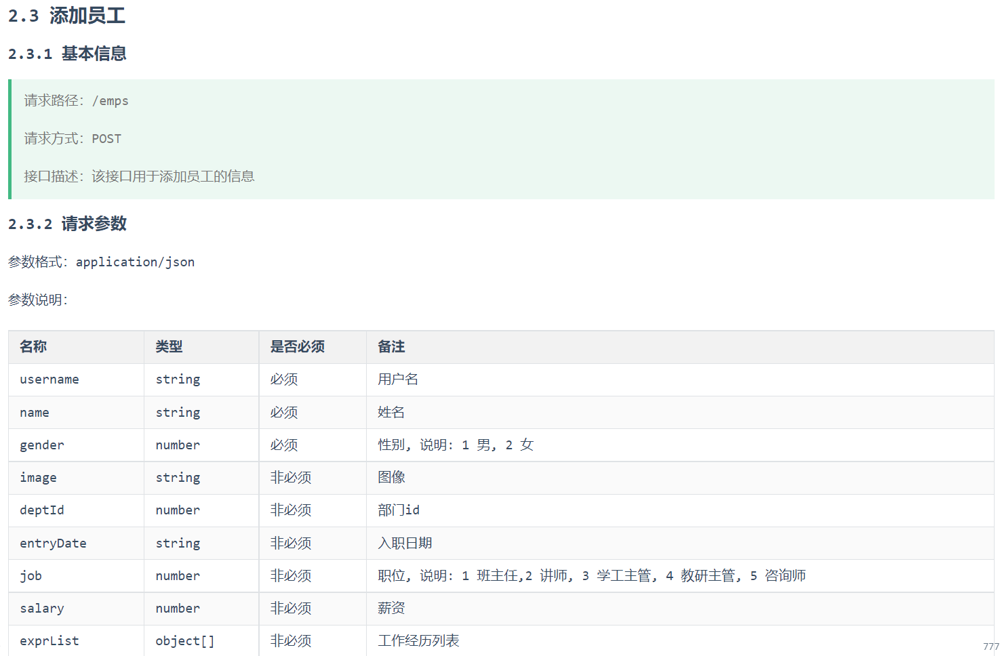 2.3 添加员工
2.3.1 基本信息
请求路径：/emps
请求方式：POST
接口描述：该接口用于添加员工的信息
2.3.2 请求参数
参数格式：application/json
参数说明：
名称 类型 是否必须 备注
username string 必须 用户名
name string 必须 姓名
gender number 必须 性别, 说明: 1 男, 2 女
image string 非必须 图像
deptId number 非必须 部门id
entryDate string 非必须 入职日期
job number 非必须 职位, 说明: 1 班主任,2 讲师, 3 学工主管, 4 教研主管, 5 咨询师
salary number 非必须 薪资
exprList object[] 非必须 工作经历列表
777